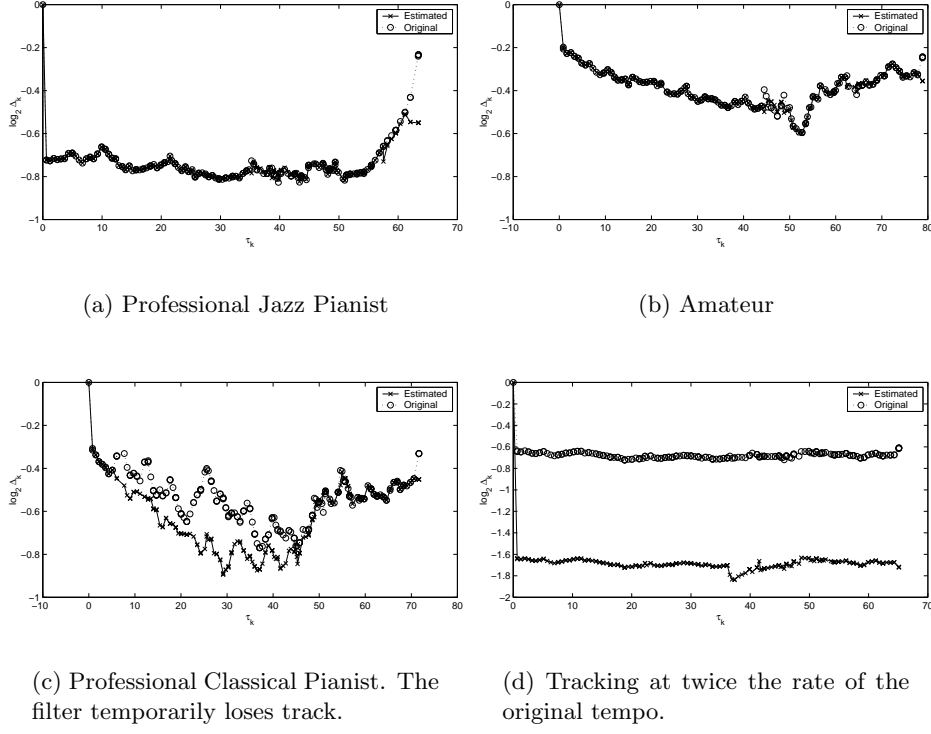 Estimated
Original
0
−0.2
−0.4
−0.6
−0.8
−1
log₂ Δₖ
0 10 20 30 40 50 60 70
τₖ
(a) Professional Jazz Pianist
Estimated
Original
0
−0.2
−0.4
−0.6
−0.8
−1
log₂ Δₖ
−10 0 10 20 30 40 50 60 70 80
τₖ
(b) Amateur
Estimated
Original
0
−0.2
−0.4
−0.6
−0.8
−1
log₂ Δₖ
−10 0 10 20 30 40 50 60 70 80
τₖ
(c) Professional Classical Pianist. The
filter temporarily loses track.
Estimated
Original
0
−0.2
−0.4
−0.6
−0.8
−1
−1.2
−1.4
−1.6
−1.8
−2
log₂ Δₖ
0 10 20 30 40 50 60 70
τₖ
(d) Tracking at twice the rate of the
original tempo.